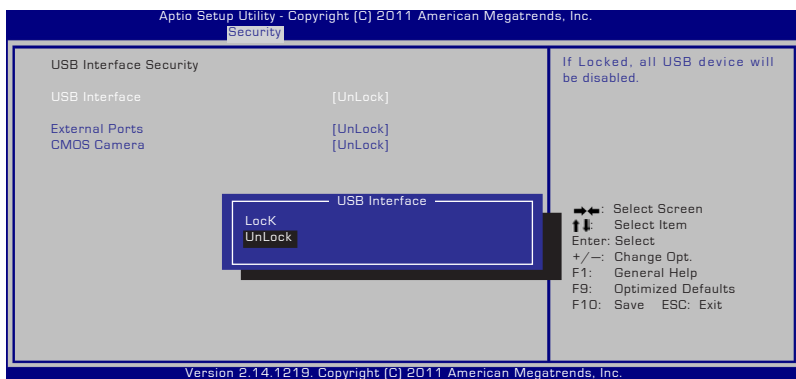 Aptio Setup Utility - Copyright (C) 2011 American Megatrends, Inc.
Security
USB Interface Security
USB Interface [UnLock]
External Ports [UnLock]
CMOS Camera [UnLock]
If Locked, all USB device will
be disabled.
USB Interface
LocK
UnLock
→←: Select Screen
↑↓: Select Item
Enter: Select
+/—: Change Opt.
F1: General Help
F9: Optimized Defaults
F10: Save ESC: Exit
Version 2.14.1219. Copyright (C) 2011 American Megatrends, Inc.